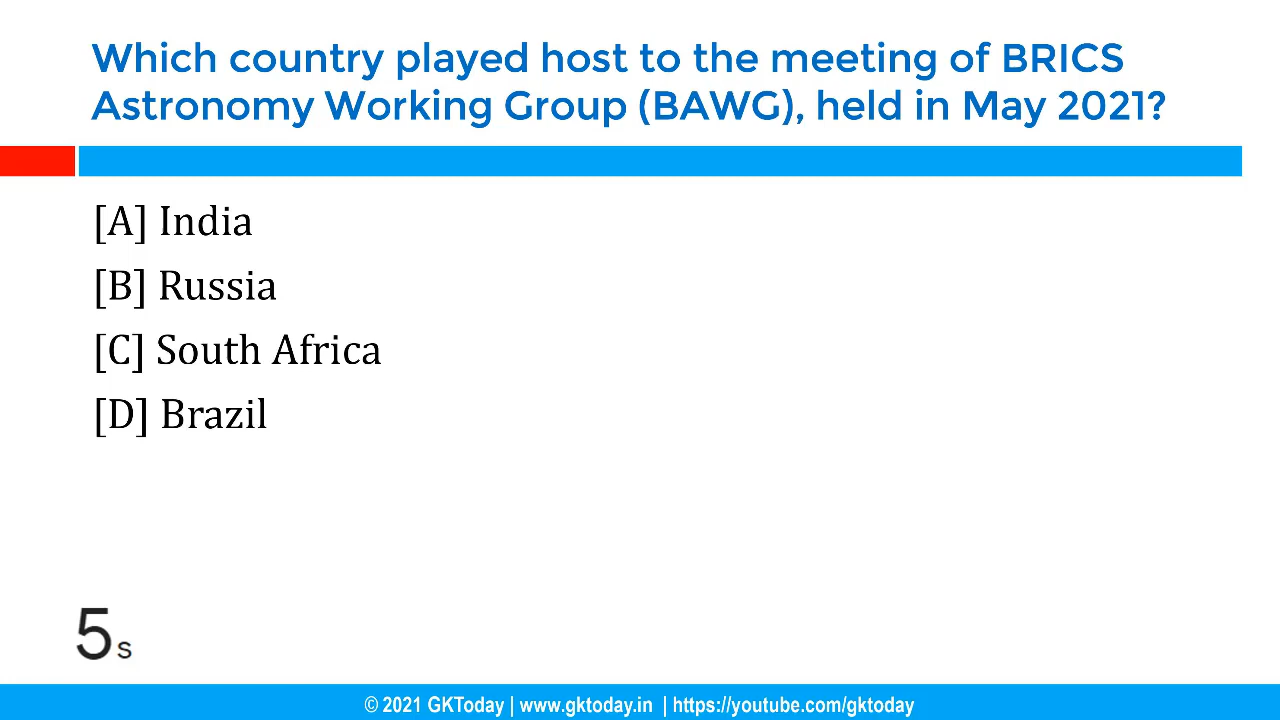 Which country played host to the meeting of BRICS
Astronomy Working Group (BAWG), held in May 2021?
[A] India
[B] Russia
[C] South Africa
[D] Brazil
5 s
© 2021 GKToday | www.gktoday.in | https://youtube.com/gktoday